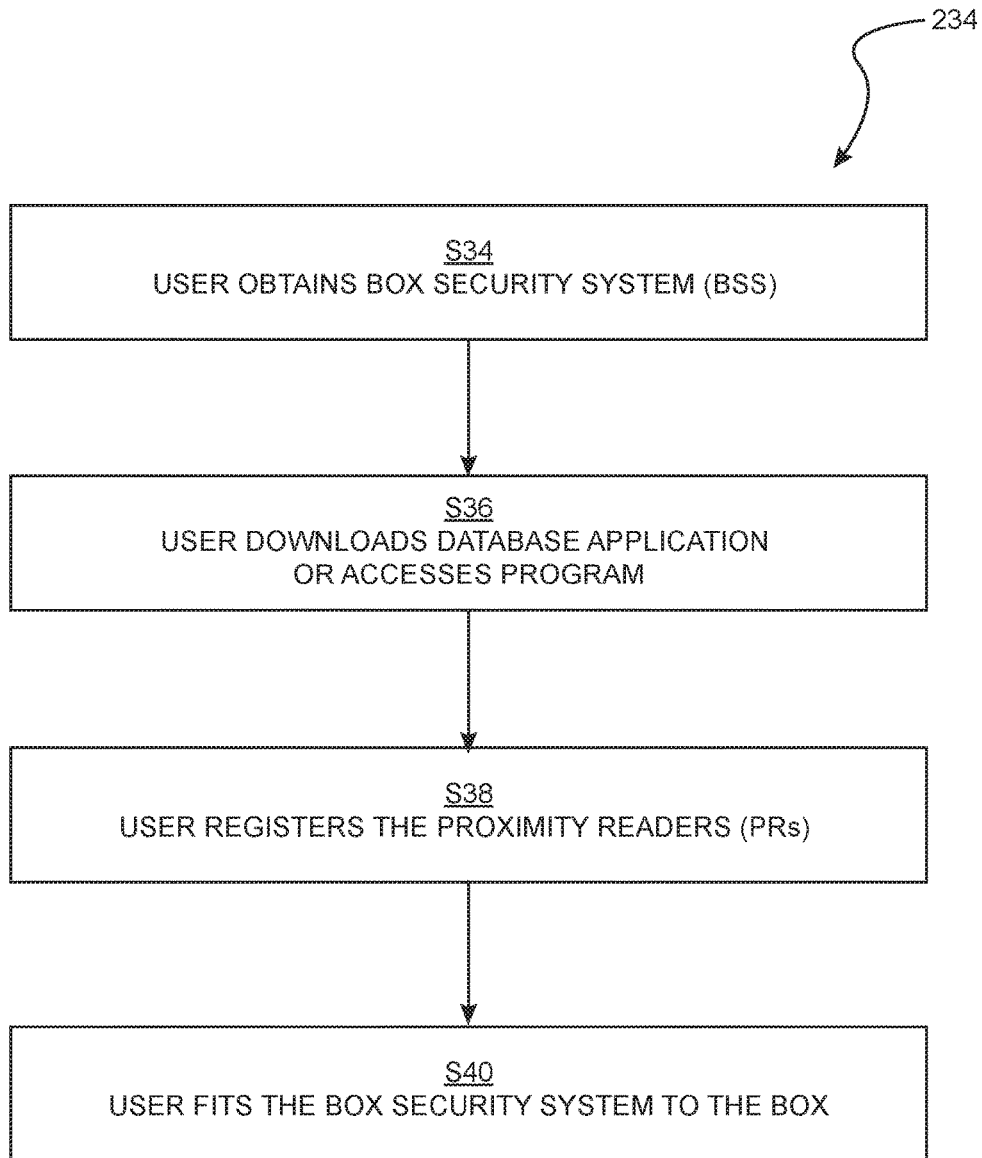 234
S34
USER OBTAINS BOX SECURITY SYSTEM (BSS)
S36
USER DOWNLOADS DATABASE APPLICATION
OR ACCESSES PROGRAM
S38
USER REGISTERS THE PROXIMITY READERS (PRs)
S40
USER FITS THE BOX SECURITY SYSTEM TO THE BOX